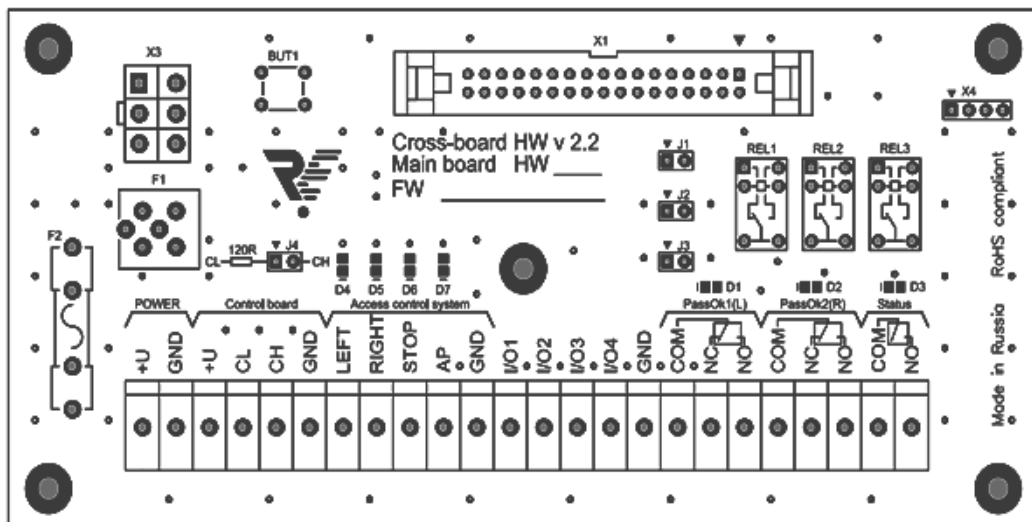 X1
X3
BUT1
X4
Cross-board HW v 2.2
Main board HW ____
FW ______________
J1
REL1
REL2
REL3
F1
J2
RoHS compliant
F2
CL
120R
J4
CH
J3
D4
D5
D6
D7
D1
D2
D3
POWER
Control board
Access control system
PassOk1(L)
PassOk2(R)
Status
+U
GND
+U
CL
CH
GND
LEFT
RIGHT
STOP
AP
GND
I/O1
I/O2
I/O3
I/O4
GND
COM
NC
NO
COM
NC
NO
COM
NO
Mode in Russia